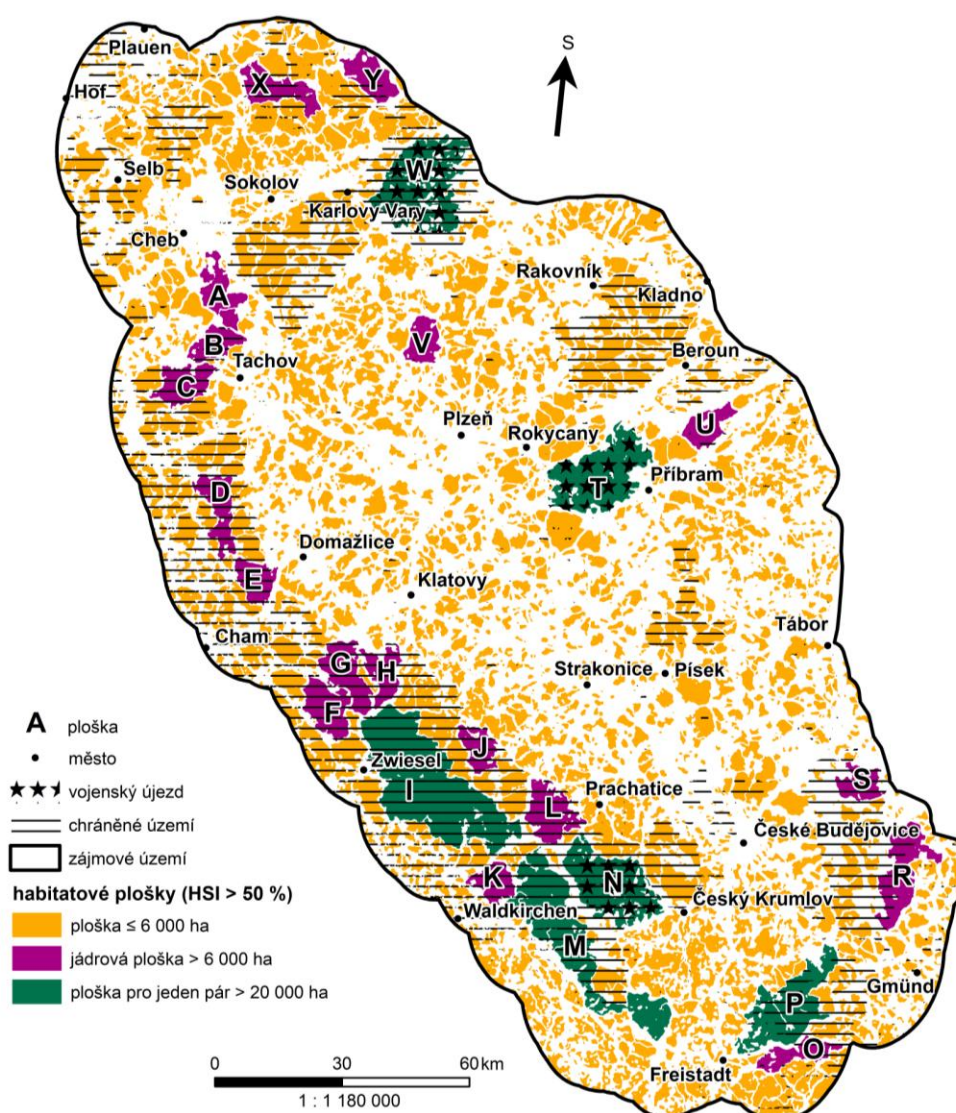 Plauen
S
X
Y
Hof
W
Selb
Sokolov
Karlovy Vary
Cheb
Rakovník
Kladno
A
B
V
Beroun
Tachov
C
U
Plzeň
Rokycany
D
T
Příbram
Domažlice
E
Klatovy
Cham
Tábor
G
H
Strakonice
Písek
F
J
Zwiesel
I
S
L
Prachatice
České Budějovice
K
N
R
Waldkirchen
Český Krumlov
M
P
Gmünd
O
Freistadt
A ploška
město
vojenský újezd
chráněné území
zájmové území
habitatové plošky (HSI > 50 %)
ploška ≤ 6 000 ha
jádrová ploška > 6 000 ha
ploška pro jeden pár > 20 000 ha
0 30 60 km
1 : 1 180 000